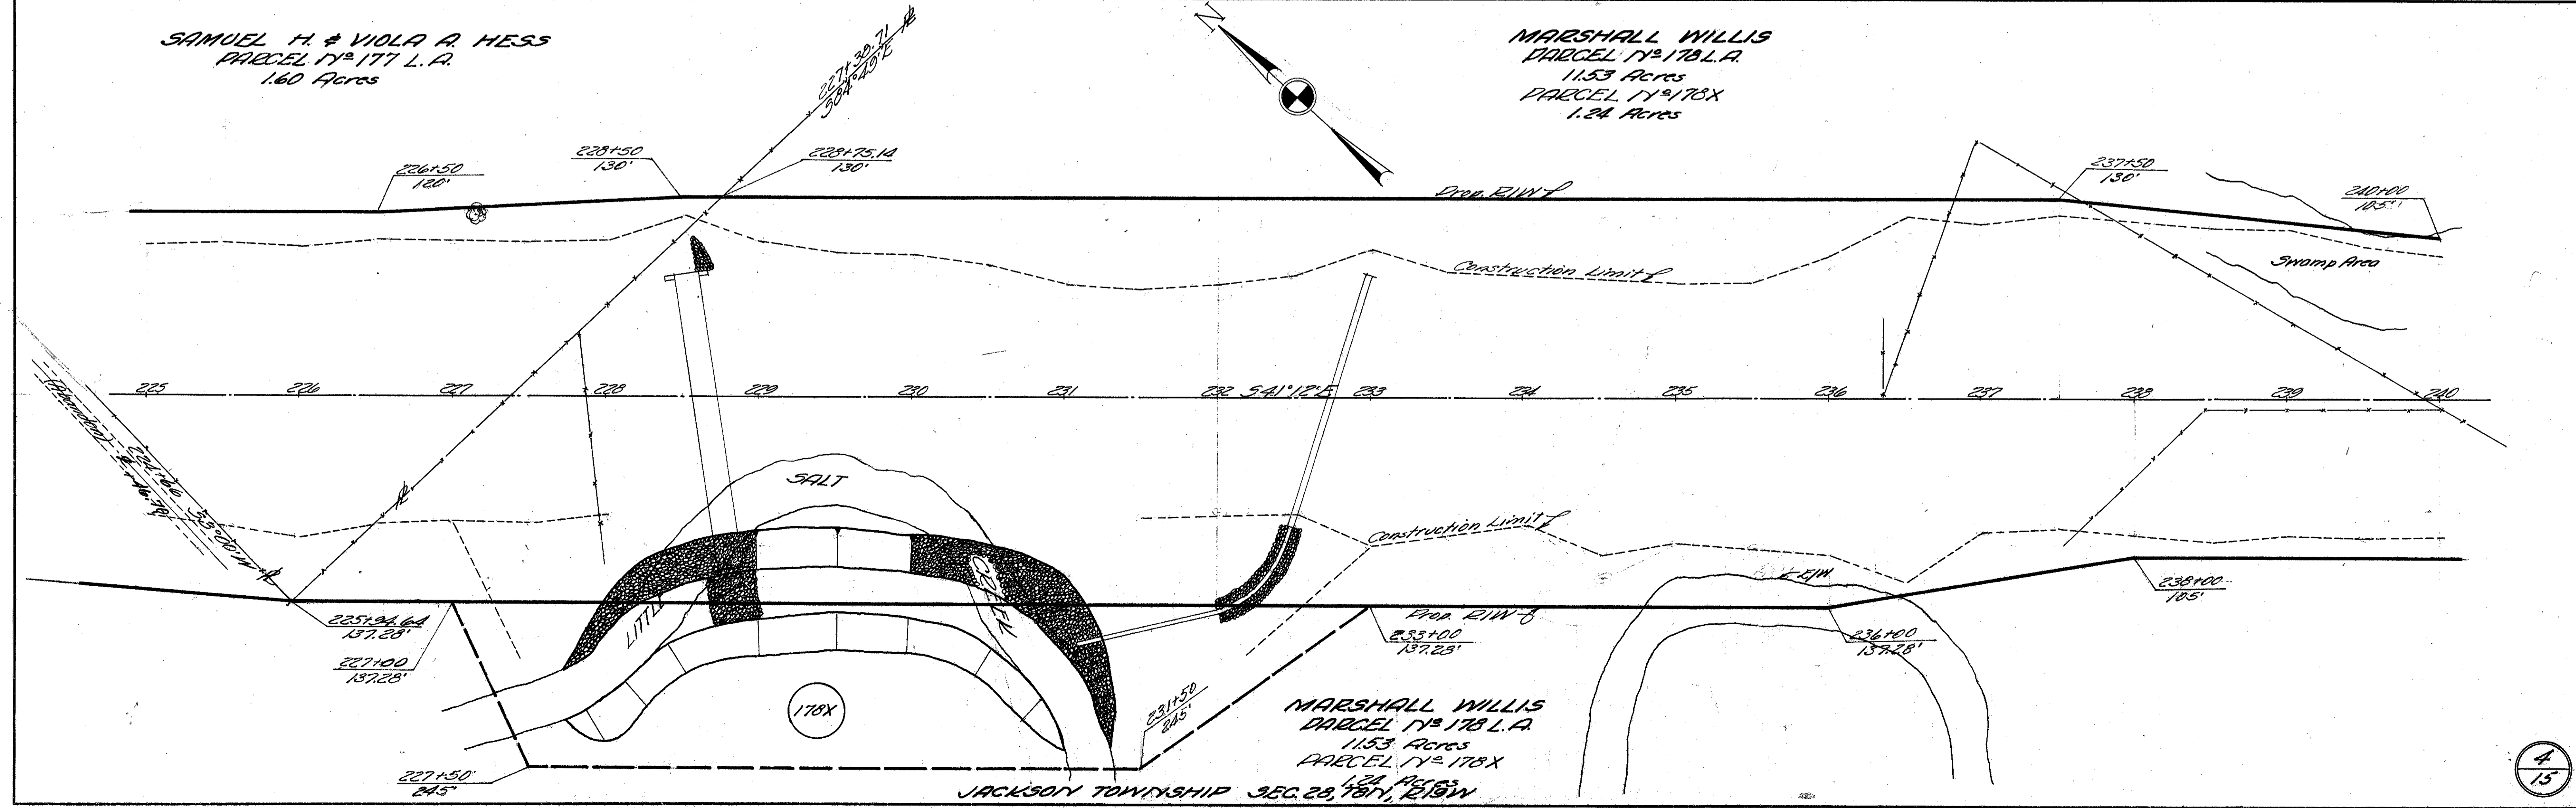 SAMUEL H. & VIOLA A. HESS
PARCEL Nº 177 L.A.
1.60 Acres
227+39.71
S84°49'E
N
MARSHALL WILLIS
PARCEL Nº 178 L.A.
11.53 Acres
PARCEL Nº 178X
1.24 Acres
226+50
120'
228+50
130'
228+75.14
130'
Prop. R/W
237+50
130'
240+00
105'
Construction Limit
Swamp Area
225 226 227 228 229 230 231 232 S41°12'E 233 234 235 236 237 238 239 240
(Abandon)
224+66
SALT
LITTLE
CREEK
Construction Limit
E/W
225+94.64
137.28'
227+00
137.28'
Prop. R/W
233+00
137.28'
236+00
137.28'
238+00
105'
178X
231+50
245'
227+50
245'
MARSHALL WILLIS
PARCEL Nº 178 L.A.
11.53 Acres
PARCEL Nº 178X
1.24 Acres
JACKSON TOWNSHIP SEC. 28, T8N, R19W
4
15